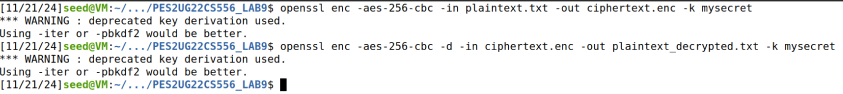 [11/21/24]seed@VM:~/.../PES2UG22CS556_LAB9$ openssl enc -aes-256-cbc -in plaintext.txt -out ciphertext.enc -k mysecret
*** WARNING : deprecated key derivation used.
Using -iter or -pbkdf2 would be better.
[11/21/24]seed@VM:~/.../PES2UG22CS556_LAB9$ openssl enc -aes-256-cbc -d -in ciphertext.enc -out plaintext_decrypted.txt -k mysecret
*** WARNING : deprecated key derivation used.
Using -iter or -pbkdf2 would be better.
[11/21/24]seed@VM:~/.../PES2UG22CS556_LAB9$